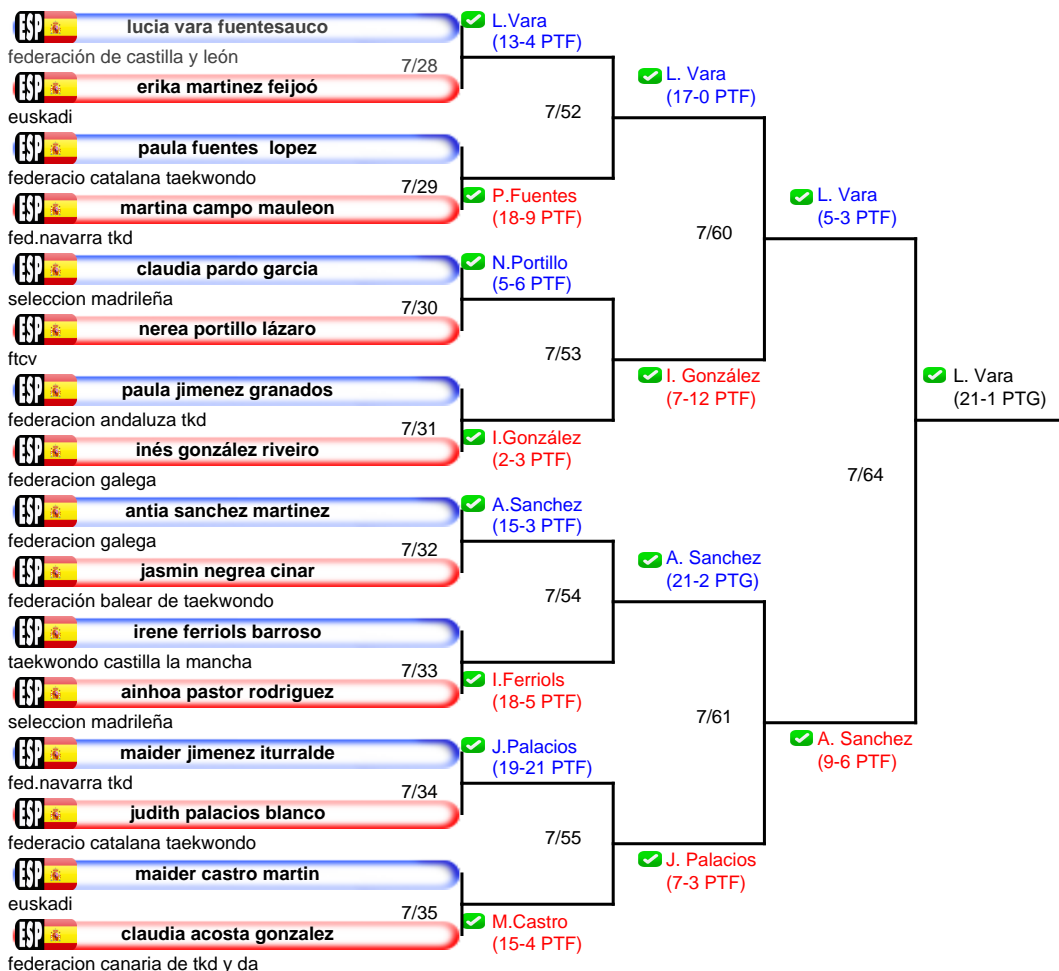 ESP lucia vara fuentesauco
federación de castilla y león
7/28
ESP erika martinez feijoó
euskadi
ESP paula fuentes lopez
federacio catalana taekwondo
7/29
ESP martina campo mauleon
fed.navarra tkd
ESP claudia pardo garcia
seleccion madrileña
7/30
ESP nerea portillo lázaro
ftcv
ESP paula jimenez granados
federacion andaluza tkd
7/31
ESP inés gonzález riveiro
federacion galega
ESP antia sanchez martinez
federacion galega
7/32
ESP jasmin negrea cinar
federación balear de taekwondo
ESP irene ferriols barroso
taekwondo castilla la mancha
7/33
ESP ainhoa pastor rodriguez
seleccion madrileña
ESP maider jimenez iturralde
fed.navarra tkd
7/34
ESP judith palacios blanco
federacio catalana taekwondo
ESP maider castro martin
euskadi
7/35
ESP claudia acosta gonzalez
federacion canaria de tkd y da
L.Vara
(13-4 PTF)
7/52
P.Fuentes
(18-9 PTF)
N.Portillo
(5-6 PTF)
7/53
I.González
(2-3 PTF)
A.Sanchez
(15-3 PTF)
7/54
I.Ferriols
(18-5 PTF)
J.Palacios
(19-21 PTF)
7/55
M.Castro
(15-4 PTF)
L. Vara
(17-0 PTF)
7/60
I. González
(7-12 PTF)
A. Sanchez
(21-2 PTG)
7/61
J. Palacios
(7-3 PTF)
L. Vara
(5-3 PTF)
7/64
A. Sanchez
(9-6 PTF)
L. Vara
(21-1 PTG)